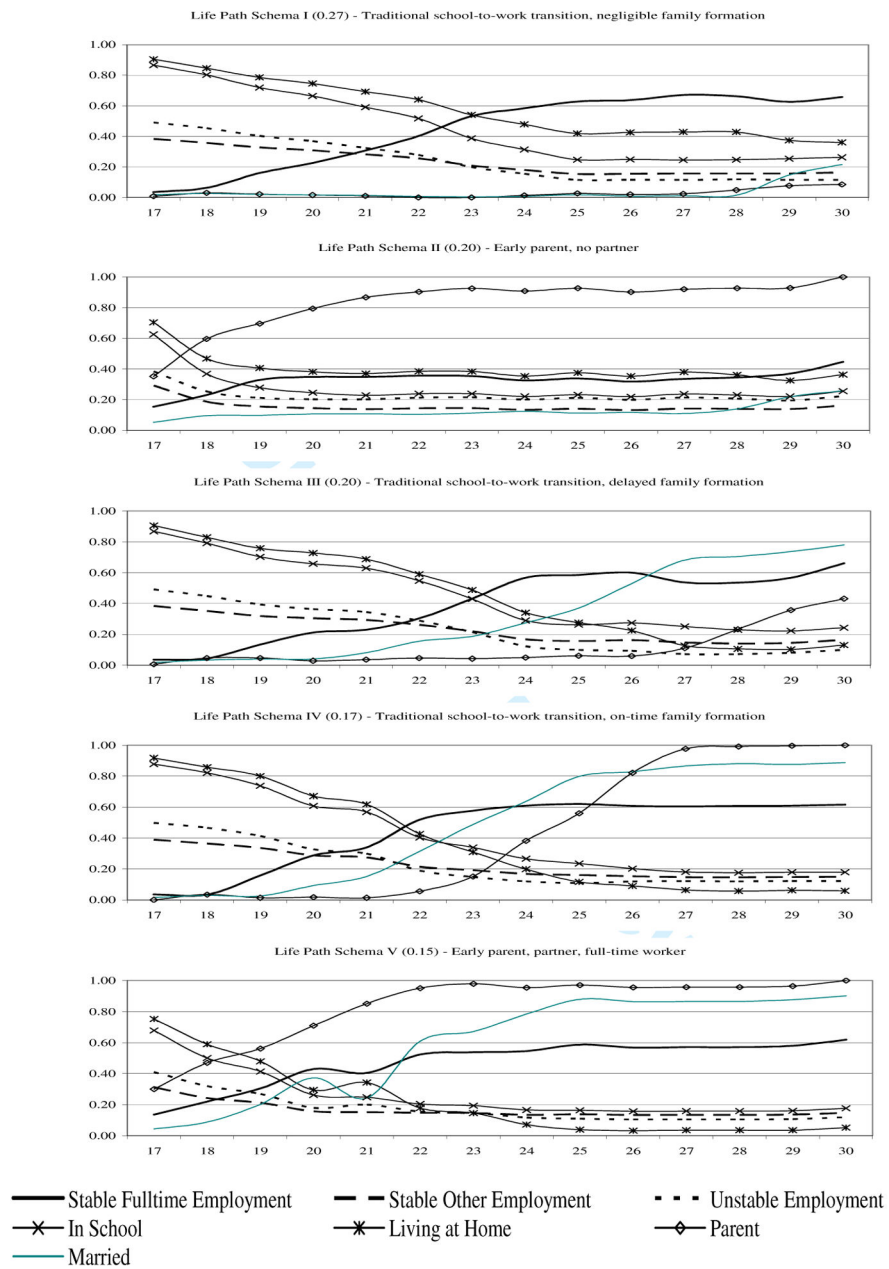 Life Path Schema I (0.27) - Traditional school-to-work transition, negligible family formation
1.00
0.80
0.60
0.40
0.20
0.00
17 18 19 20 21 22 23 24 25 26 27 28 29 30
Life Path Schema II (0.20) - Early parent, no partner
1.00
0.80
0.60
0.40
0.20
0.00
17 18 19 20 21 22 23 24 25 26 27 28 29 30
Life Path Schema III (0.20) - Traditional school-to-work transition, delayed family formation
1.00
0.80
0.60
0.40
0.20
0.00
17 18 19 20 21 22 23 24 25 26 27 28 29 30
Life Path Schema IV (0.17) - Traditional school-to-work transition, on-time family formation
1.00
0.80
0.60
0.40
0.20
0.00
17 18 19 20 21 22 23 24 25 26 27 28 29 30
Life Path Schema V (0.15) - Early parent, partner, full-time worker
1.00
0.80
0.60
0.40
0.20
0.00
17 18 19 20 21 22 23 24 25 26 27 28 29 30
Stable Fulltime Employment Stable Other Employment Unstable Employment
In School Living at Home Parent
Married